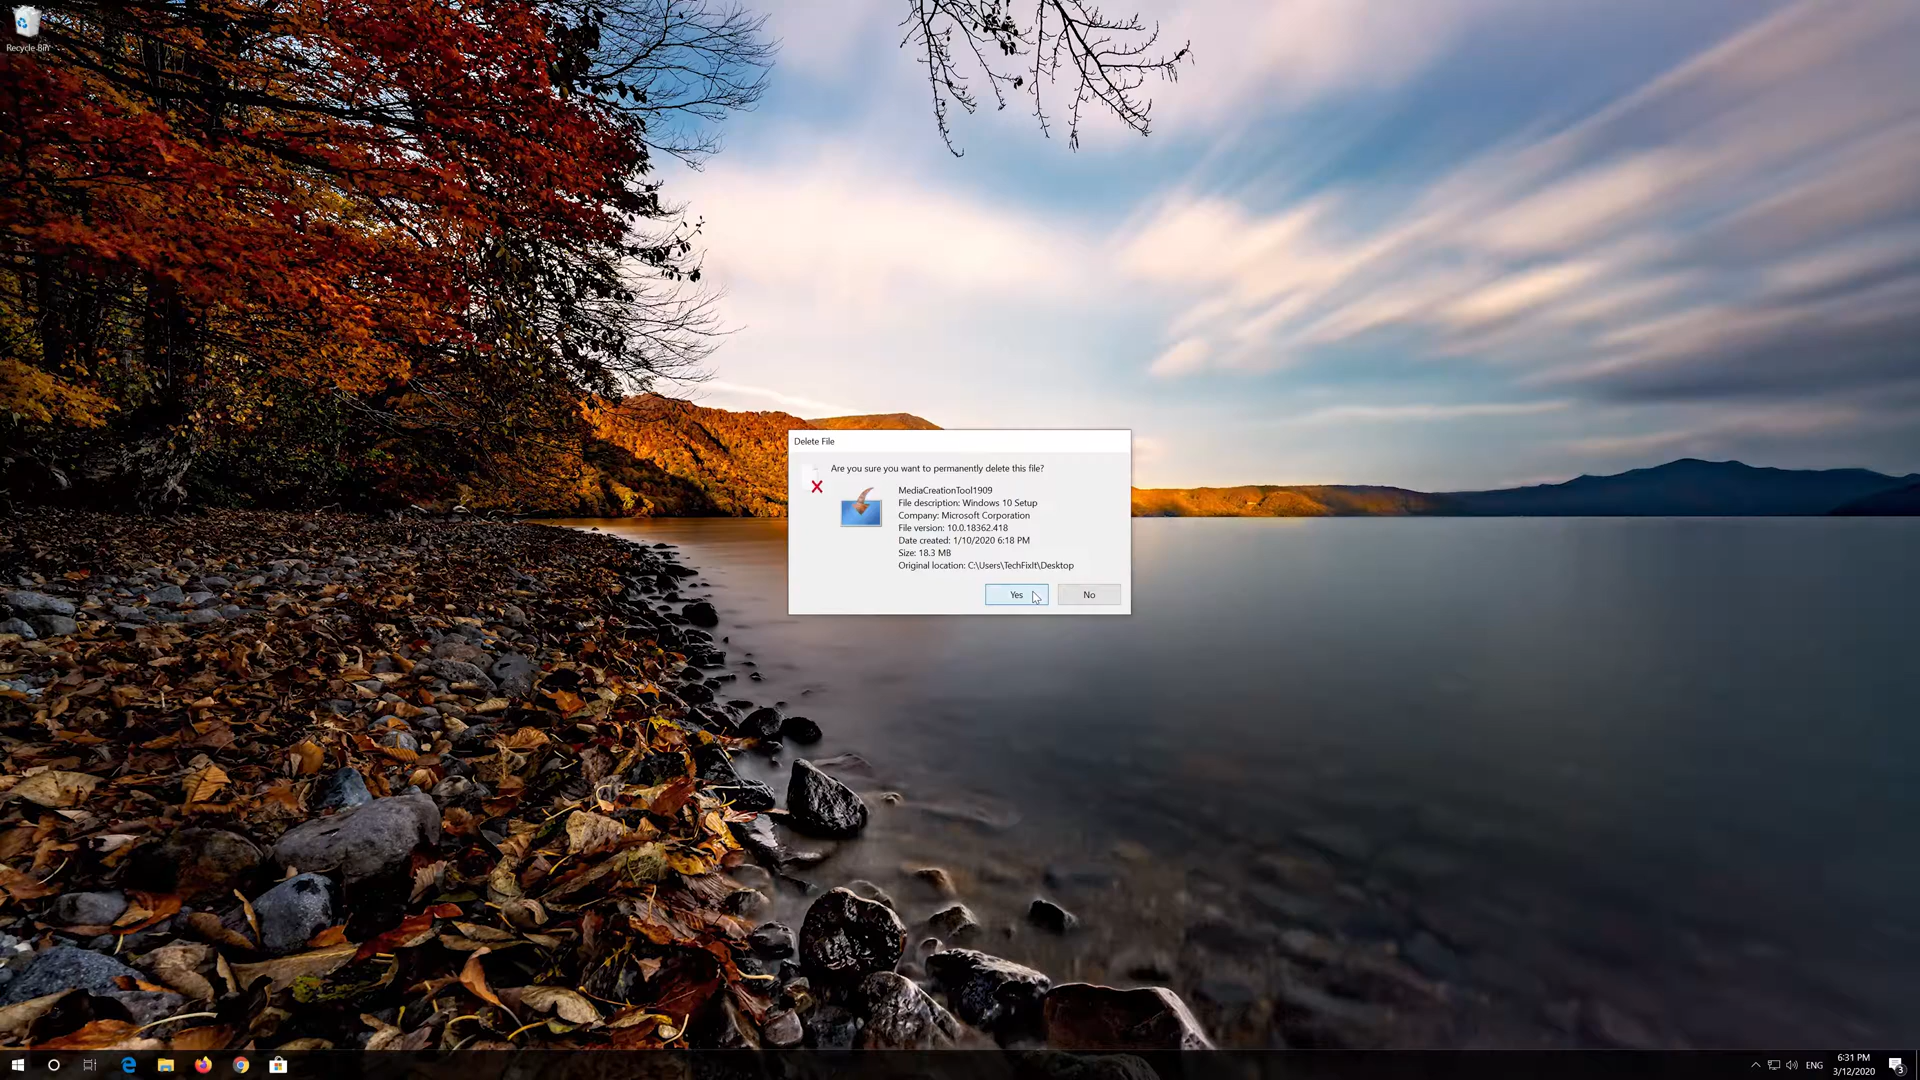 Recycle Bin
Delete File
Are you sure you want to permanently delete this file?
MediaCreationTool1909
File description: Windows 10 Setup
Company: Microsoft Corporation
File version: 10.0.18362.418
Date created: 1/10/2020 6:18 PM
Size: 18.3 MB
Original location: C:\Users\TechFixIt\Desktop
Yes
No
ENG
6:31 PM
3/12/2020
3